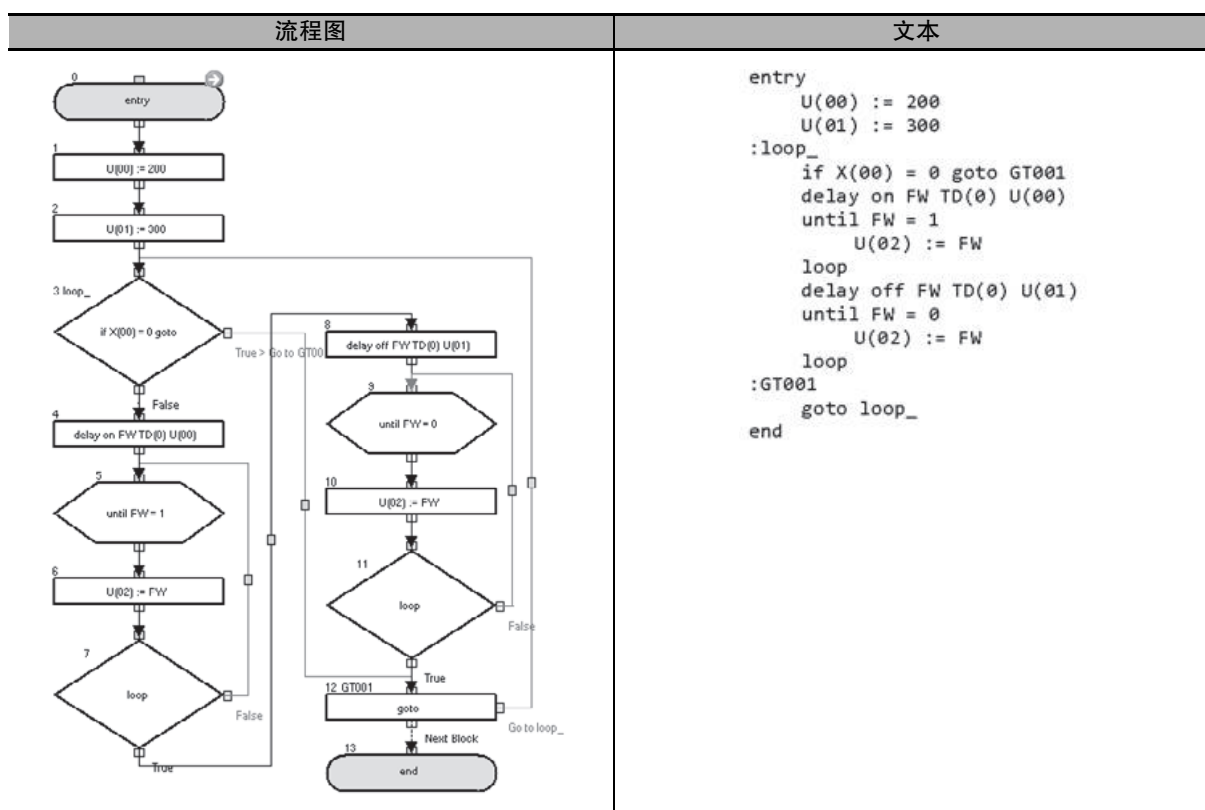 流程图
文本
0
entry
1
U(00) := 200
2
U(01) := 300
3 loop_
if X(00) = 0 goto
True > Go to GT00
False
4
delay on FW TD(0) U(00)
5
until FW = 1
6
U(02) := FW
7
loop
False
True
8
delay off FW TD(0) U(01)
9
until FW = 0
10
U(02) := FW
11
loop
False
True
12 GT001
goto
Go to loop_
Next Block
13
end
entry
U(00) := 200
U(01) := 300
:loop_
if X(00) = 0 goto GT001
delay on FW TD(0) U(00)
until FW = 1
U(02) := FW
loop
delay off FW TD(0) U(01)
until FW = 0
U(02) := FW
loop
:GT001
goto loop_
end